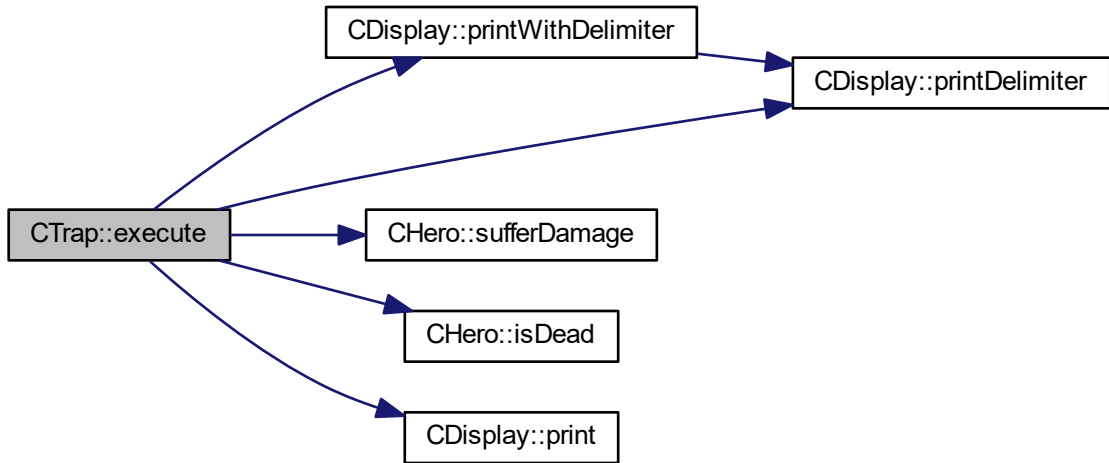 CDisplay::printWithDelimiter
CDisplay::printDelimiter
CTrap::execute
CHero::sufferDamage
CHero::isDead
CDisplay::print